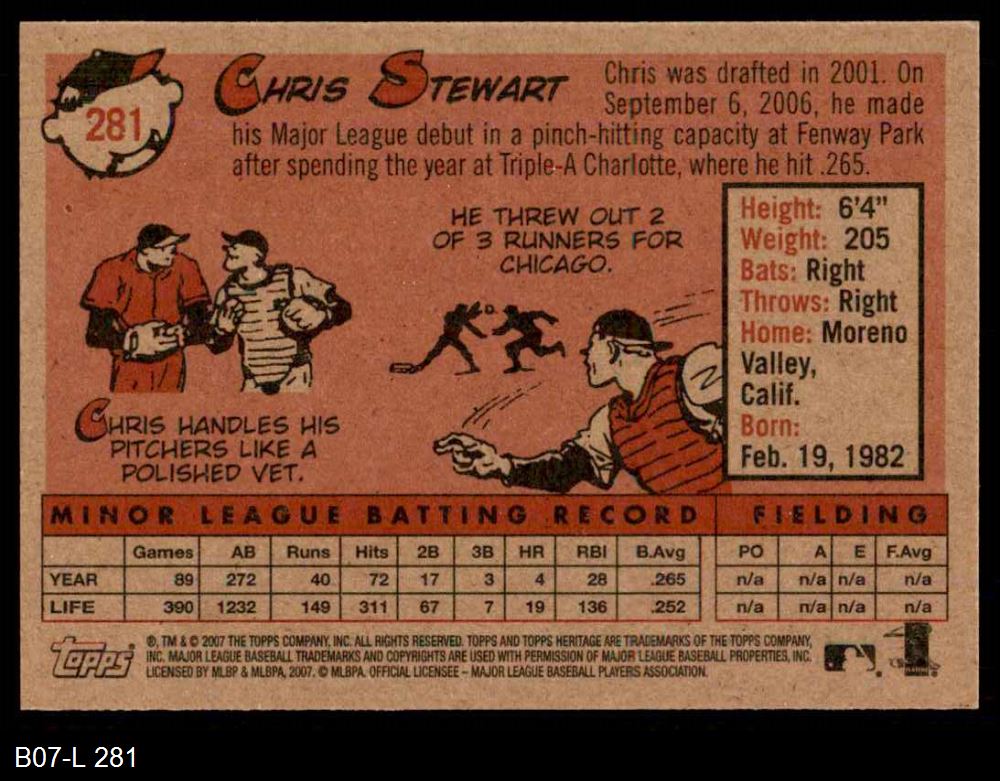 281
CHRIS STEWART
Chris was drafted in 2001. On
September 6, 2006, he made
his Major League debut in a pinch-hitting capacity at Fenway Park
after spending the year at Triple-A Charlotte, where he hit .265.
HE THREW OUT 2
OF 3 RUNNERS FOR
CHICAGO.
CHRIS HANDLES HIS
PITCHERS LIKE A
POLISHED VET.
Height: 6'4"
Weight: 205
Bats: Right
Throws: Right
Home: Moreno
Valley,
Calif.
Born:
Feb. 19, 1982
MINOR LEAGUE BATTING RECORD FIELDING
Games AB Runs Hits 2B 3B HR RBI B.Avg PO A E F.Avg
YEAR 89 272 40 72 17 3 4 28 .265 n/a n/a n/a n/a
LIFE 390 1232 149 311 67 7 19 136 .252 n/a n/a n/a n/a
Topps
®, TM & © 2007 THE TOPPS COMPANY, INC. ALL RIGHTS RESERVED. TOPPS AND TOPPS HERITAGE ARE TRADEMARKS OF THE TOPPS COMPANY,
INC. MAJOR LEAGUE BASEBALL TRADEMARKS AND COPYRIGHTS ARE USED WITH PERMISSION OF MAJOR LEAGUE BASEBALL PROPERTIES, INC.
LICENSED BY MLBP & MLBPA, 2007. © MLBPA. OFFICIAL LICENSEE – MAJOR LEAGUE BASEBALL PLAYERS ASSOCIATION.
B07-L 281